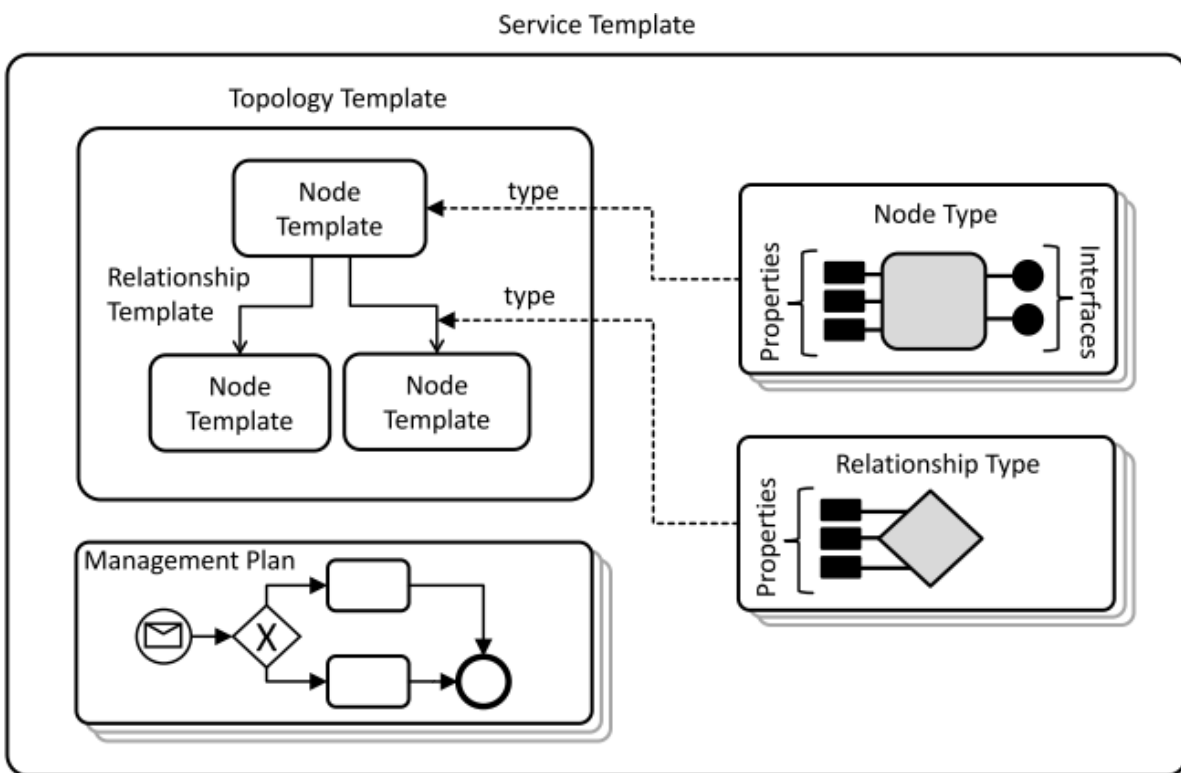 Service Template
Topology Template
Node
Template
type
Node Type
Properties
Interfaces
Relationship
Template
type
Node
Template
Node
Template
Relationship Type
Properties
Management Plan
X